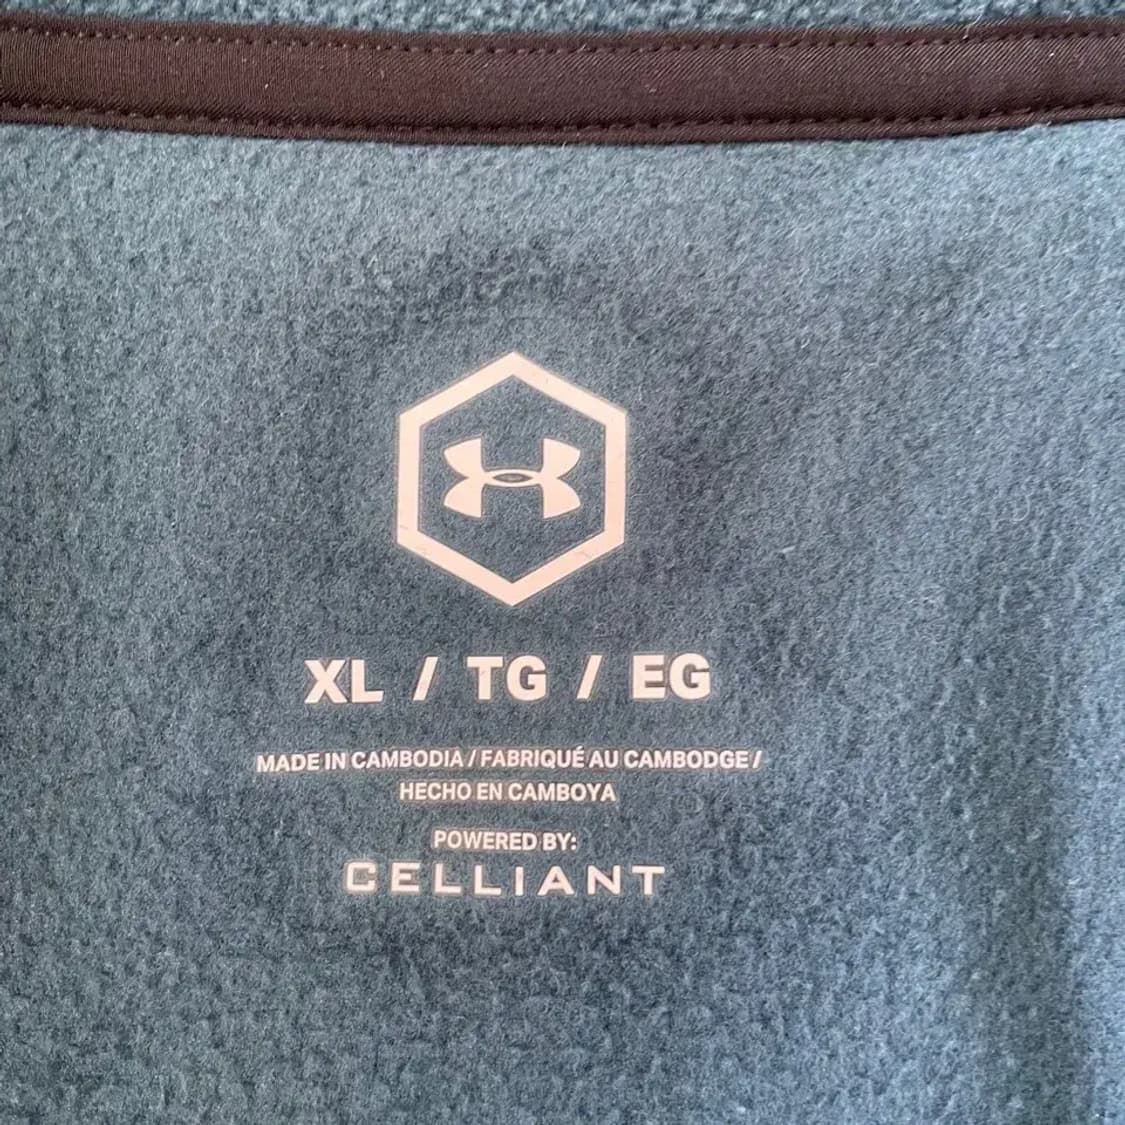 XL / TG / EG
MADE IN CAMBODIA / FABRIQUÉ AU CAMBODGE /
HECHO EN CAMBOYA
POWERED BY:
CELLIANT